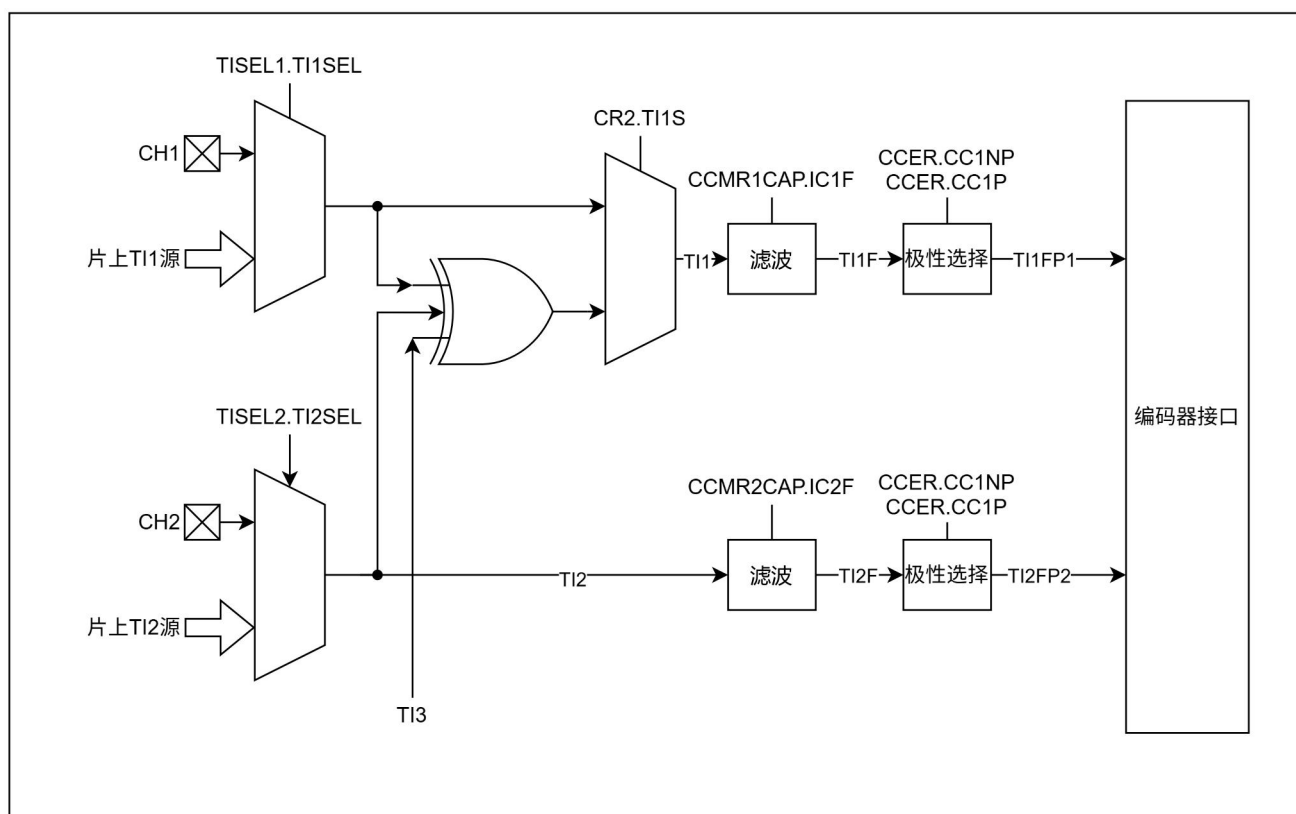 TISEL1.TI1SEL
CH1
片上TI1源
CR2.TI1S
TI1
CCMR1CAP.IC1F
滤波
TI1F
CCER.CC1NP
CCER.CC1P
极性选择
TI1FP1
编码器接口
TISEL2.TI2SEL
CH2
片上TI2源
TI2
CCMR2CAP.IC2F
滤波
TI2F
CCER.CC1NP
CCER.CC1P
极性选择
TI2FP2
TI3